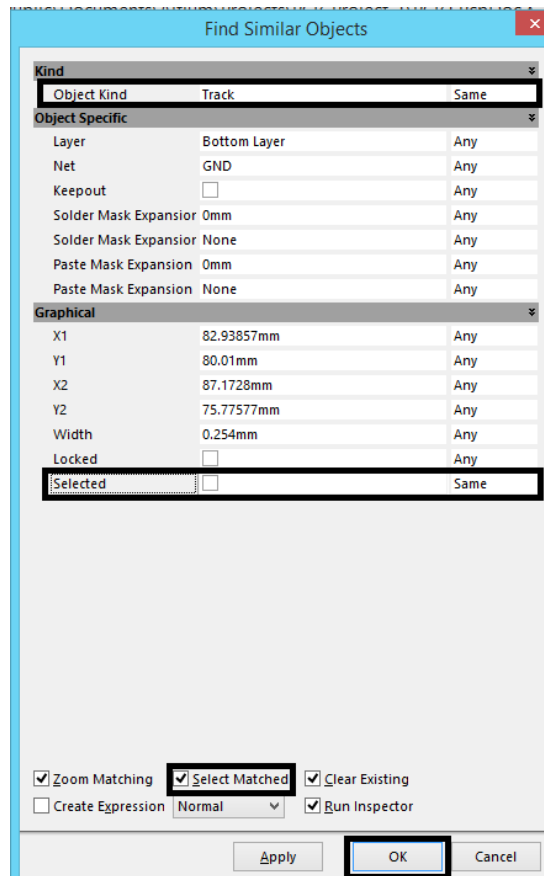 Find Similar Objects
Kind
Object Kind Track Same
Object Specific
Layer Bottom Layer Any
Net GND Any
Keepout Any
Solder Mask Expansior 0mm Any
Solder Mask Expansior None Any
Paste Mask Expansion 0mm Any
Paste Mask Expansion None Any
Graphical
X1 82.93857mm Any
Y1 80.01mm Any
X2 87.1728mm Any
Y2 75.77577mm Any
Width 0.254mm Any
Locked Any
Selected Same
Zoom Matching Select Matched Clear Existing
Create Expression Normal Run Inspector
Apply OK Cancel